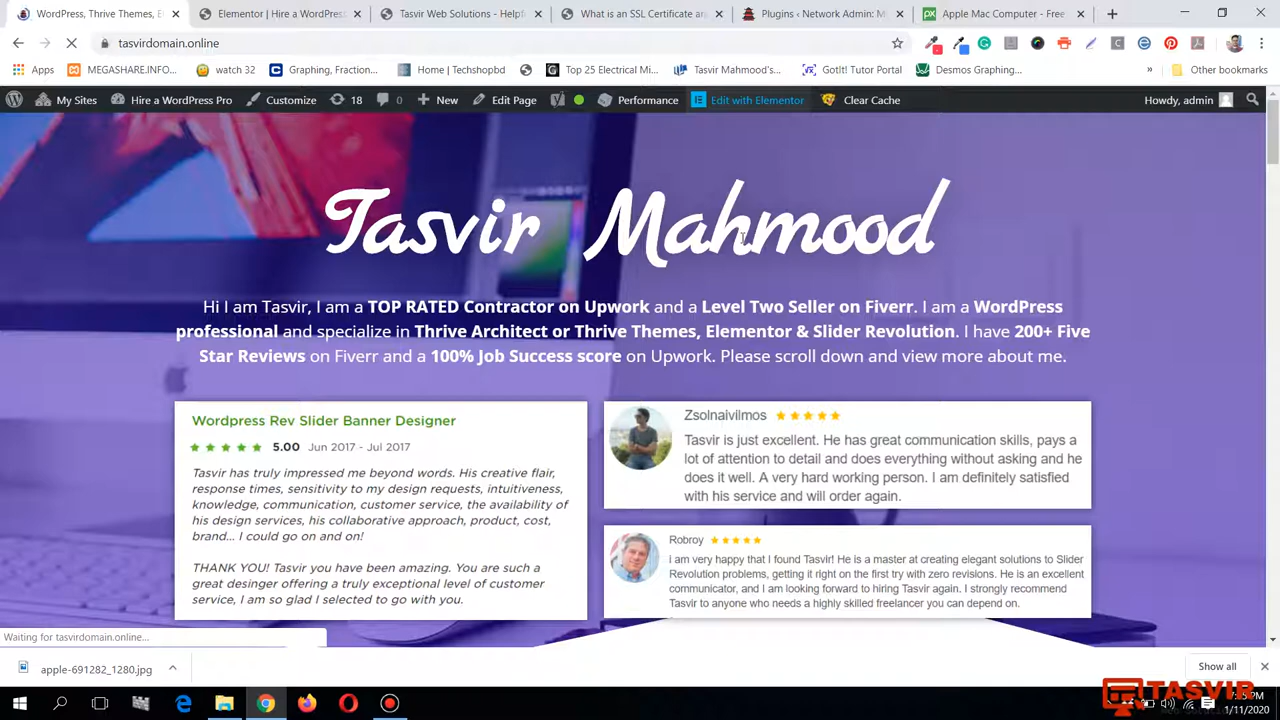 WordPress, Thrive Themes, E
Elementor | Hire a WordPress
Tasvir Web Solutions - Helpf
What is an SSL Certificate an
Plugins ‹ Network Admin: M
Apple Mac Computer - Free
tasvirdomain.online
Apps
MEGASHARE.INFO...
watch 32
Graphing, Fraction...
Home | Techshopbd
Top 25 Electrical Mi...
Tasvir Mahmood's...
GotIt! Tutor Portal
Desmos Graphing...
»
Other bookmarks
My Sites
Hire a WordPress Pro
Customize
18
0
New
Edit Page
Performance
Edit with Elementor
Clear Cache
Howdy, admin
Tasvir Mahmood
Hi I am Tasvir, I am a TOP RATED Contractor on Upwork and a Level Two Seller on Fiverr. I am a WordPress
professional and specialize in Thrive Architect or Thrive Themes, Elementor & Slider Revolution. I have 200+ Five
Star Reviews on Fiverr and a 100% Job Success score on Upwork. Please scroll down and view more about me.
Wordpress Rev Slider Banner Designer
5.00 Jun 2017 - Jul 2017
Tasvir has truly impressed me beyond words. His creative flair,
response times, sensitivity to my design requests, intuitiveness,
knowledge, communication, customer service, the availability of
his design services, his collaborative approach, product, cost,
brand... I could go on and on!
THANK YOU! Tasvir you have been amazing. You are such a
great desinger offering a truly exceptional level of customer
service, I am so glad I selected to go with you.
Zsolnaivilmos
Tasvir is just excellent. He has great communication skills, pays a
lot of attention to detail and does everything without asking and he
does it well. A very hard working person. I am definitely satisfied
with his service and will order again.
Robroy
i am very happy that I found Tasvir! He is a master at creating elegant solutions to Slider
Revolution problems, getting it right on the first try with zero revisions. He is an excellent
communicator, and I am looking forward to hiring Tasvir again. I strongly recommend
Tasvir to anyone who needs a highly skilled freelancer you can depend on.
Waiting for tasvirdomain.online...
apple-691282_1280.jpg
Show all
TASVIR
1/11/2020